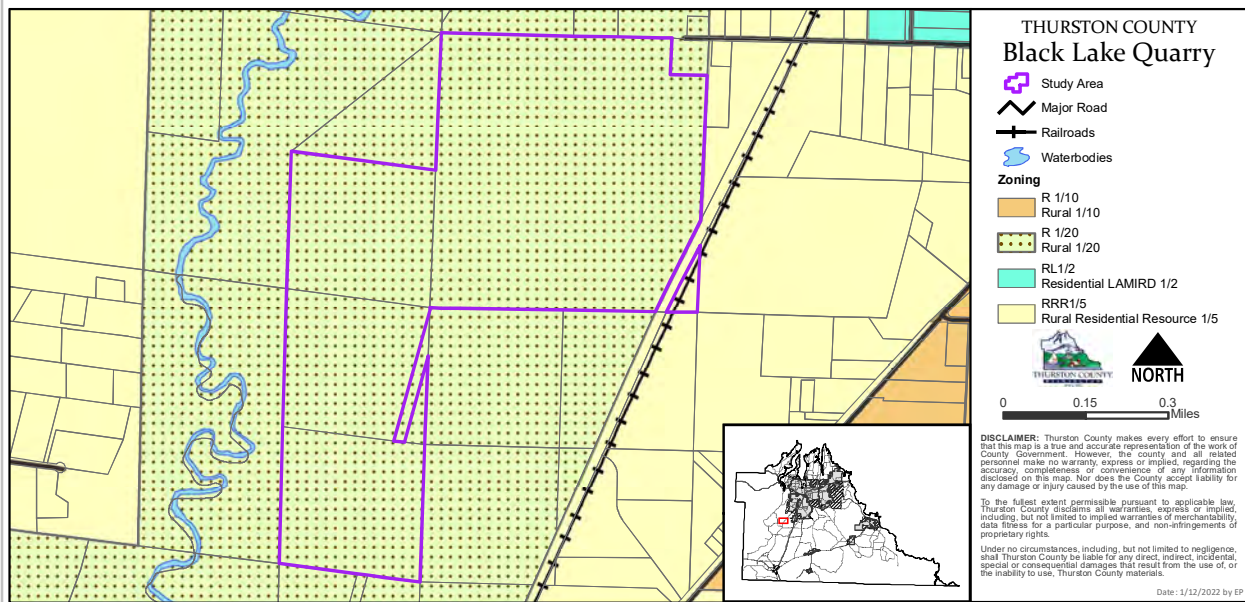 THURSTON COUNTY
Black Lake Quarry
Study Area
Major Road
Railroads
Waterbodies
Zoning
R 1/10
Rural 1/10
R 1/20
Rural 1/20
RL1/2
Residential LAMIRD 1/2
RRR1/5
Rural Residential Resource 1/5
THURSTON COUNTY
NORTH
0 0.15 0.3
Miles
DISCLAIMER: Thurston County makes every effort to ensure
that this map is a true and accurate representation of the work of
County Government. However, the county and all related
personnel make no warranty, express or implied, regarding the
accuracy, completeness or convenience of any information
disclosed on this map. Nor does the County accept liability for
any damage or injury caused by the use of this map.
To the fullest extent permissible pursuant to applicable law,
Thurston County disclaims all warranties, express or implied,
including, but not limited to implied warranties of merchantability,
data fitness for a particular purpose, and non-infringements of
proprietary rights.
Under no circumstances, including, but not limited to negligence,
shall Thurston County be liable for any direct, indirect, incidental,
special or consequential damages that result from the use of, or
the inability to use, Thurston County materials.
Date: 1/12/2022 by EP